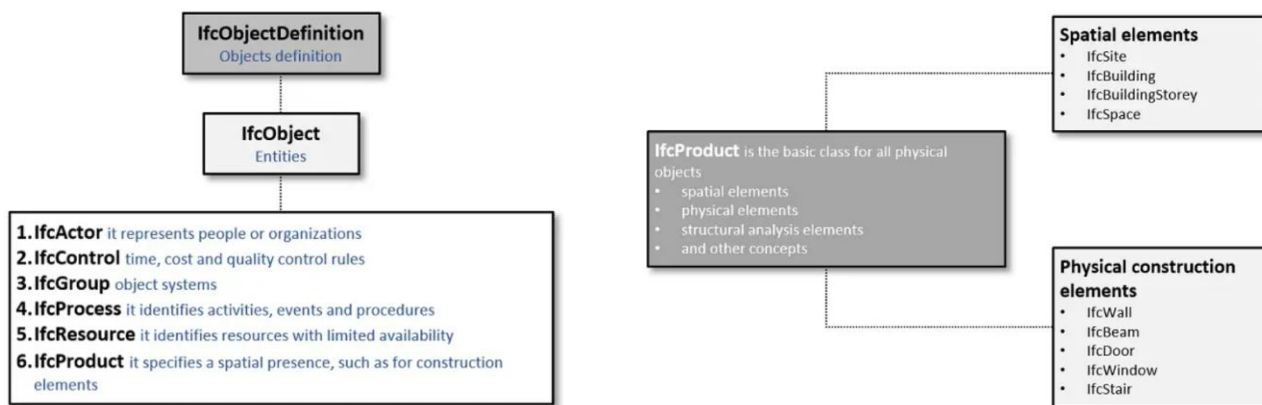 IfcObjectDefinition
Objects definition
IfcObject
Entities
1. IfcActor it represents people or organizations
2. IfcControl time, cost and quality control rules
3. IfcGroup object systems
4. IfcProcess it identifies activities, events and procedures
5. IfcResource it identifies resources with limited availability
6. IfcProduct it specifies a spatial presence, such as for construction
elements
IfcProduct is the basic class for all physical
objects
• spatial elements
• physical elements
• structural analysis elements
• and other concepts
Spatial elements
• IfcSite
• IfcBuilding
• IfcBuildingStorey
• IfcSpace
Physical construction
elements
• IfcWall
• IfcBeam
• IfcDoor
• IfcWindow
• IfcStair